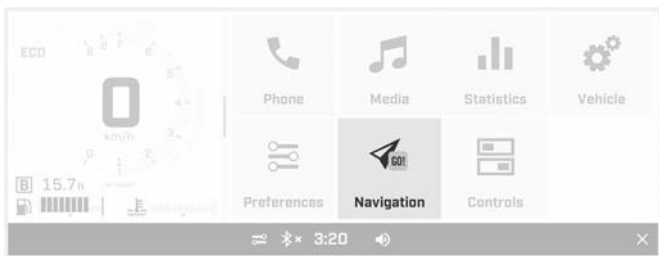 ECO
0
km/h
B 15.7h
Phone
Media
Statistics
Vehicle
Preferences
GO!
Navigation
Controls
3:20